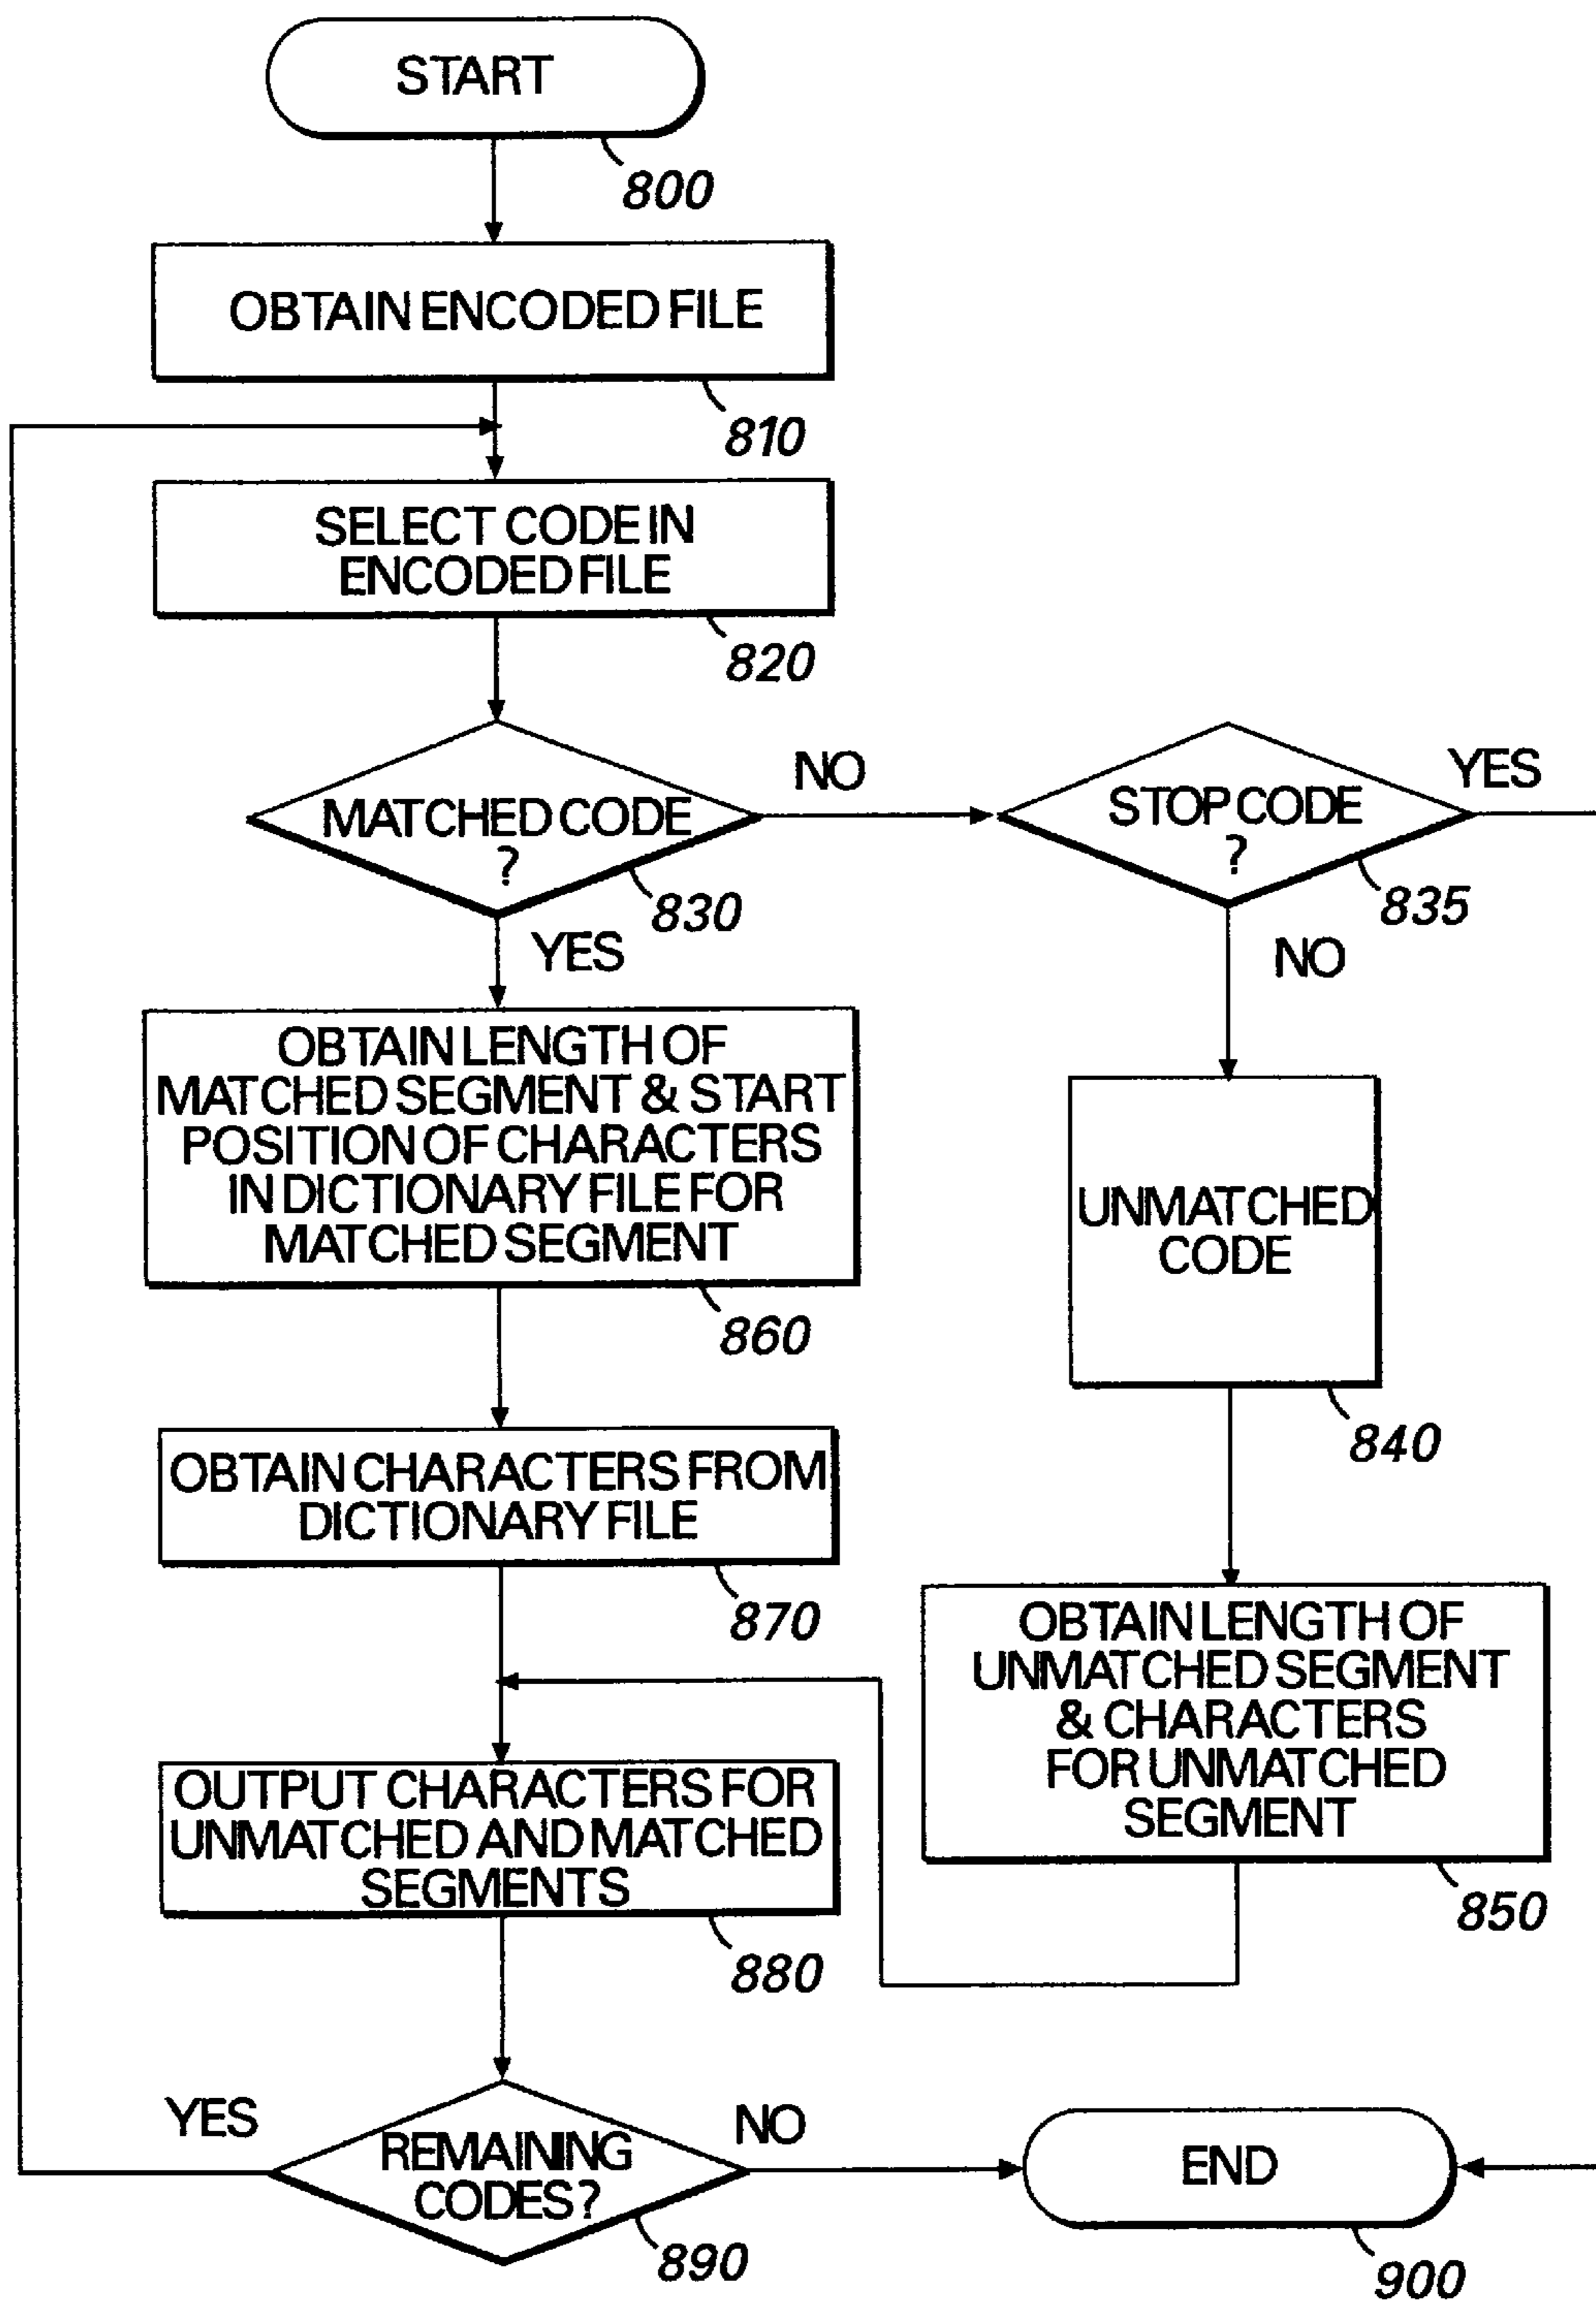 START
800
OBTAIN ENCODED FILE
810
SELECT CODE IN
ENCODED FILE
820
MATCHED CODE
?
830
NO
STOP CODE
?
835
YES
YES
NO
OBTAIN LENGTH OF
MATCHED SEGMENT & START
POSITION OF CHARACTERS
IN DICTIONARY FILE FOR
MATCHED SEGMENT
860
UNMATCHED
CODE
840
OBTAIN CHARACTERS FROM
DICTIONARY FILE
870
OBTAIN LENGTH OF
UNMATCHED SEGMENT
& CHARACTERS
FOR UNMATCHED
SEGMENT
850
OUTPUT CHARACTERS FOR
UNMATCHED AND MATCHED
SEGMENTS
880
YES
REMAINING
CODES?
890
NO
END
900